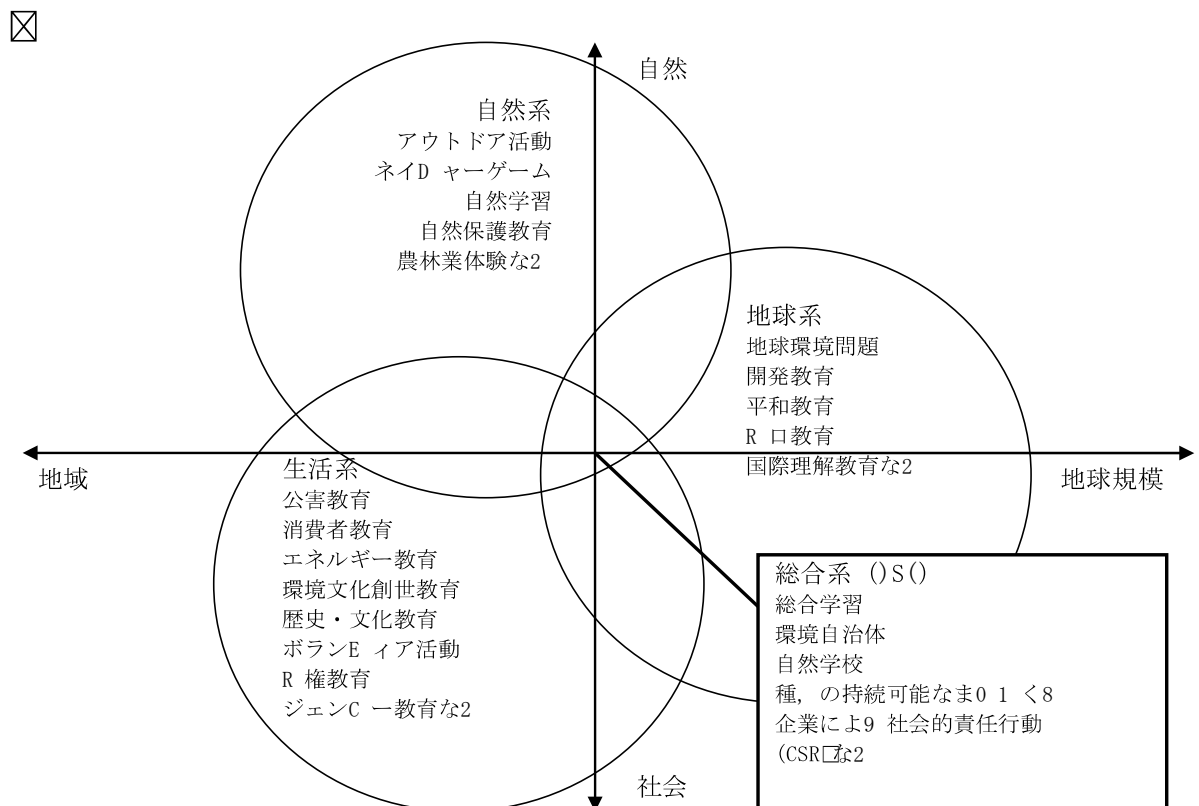 自然
自然系
アウトドア活動
ネイD ャーゲーム
自然学習
自然保護教育
農林業体験な2
地球系
地球環境問題
開発教育
平和教育
R 口教育
国際理解教育な2
地域
地球規模
生活系
公害教育
消費者教育
エネルギー教育
環境文化創世教育
歴史・文化教育
ボランE ィア活動
R 権教育
ジェンC ー教育な2
総合系 ()S()
総合学習
環境自治体
自然学校
種, の持続可能なま0 1 く8
企業によ9 社会的責任行動
(CSR□な2
社会